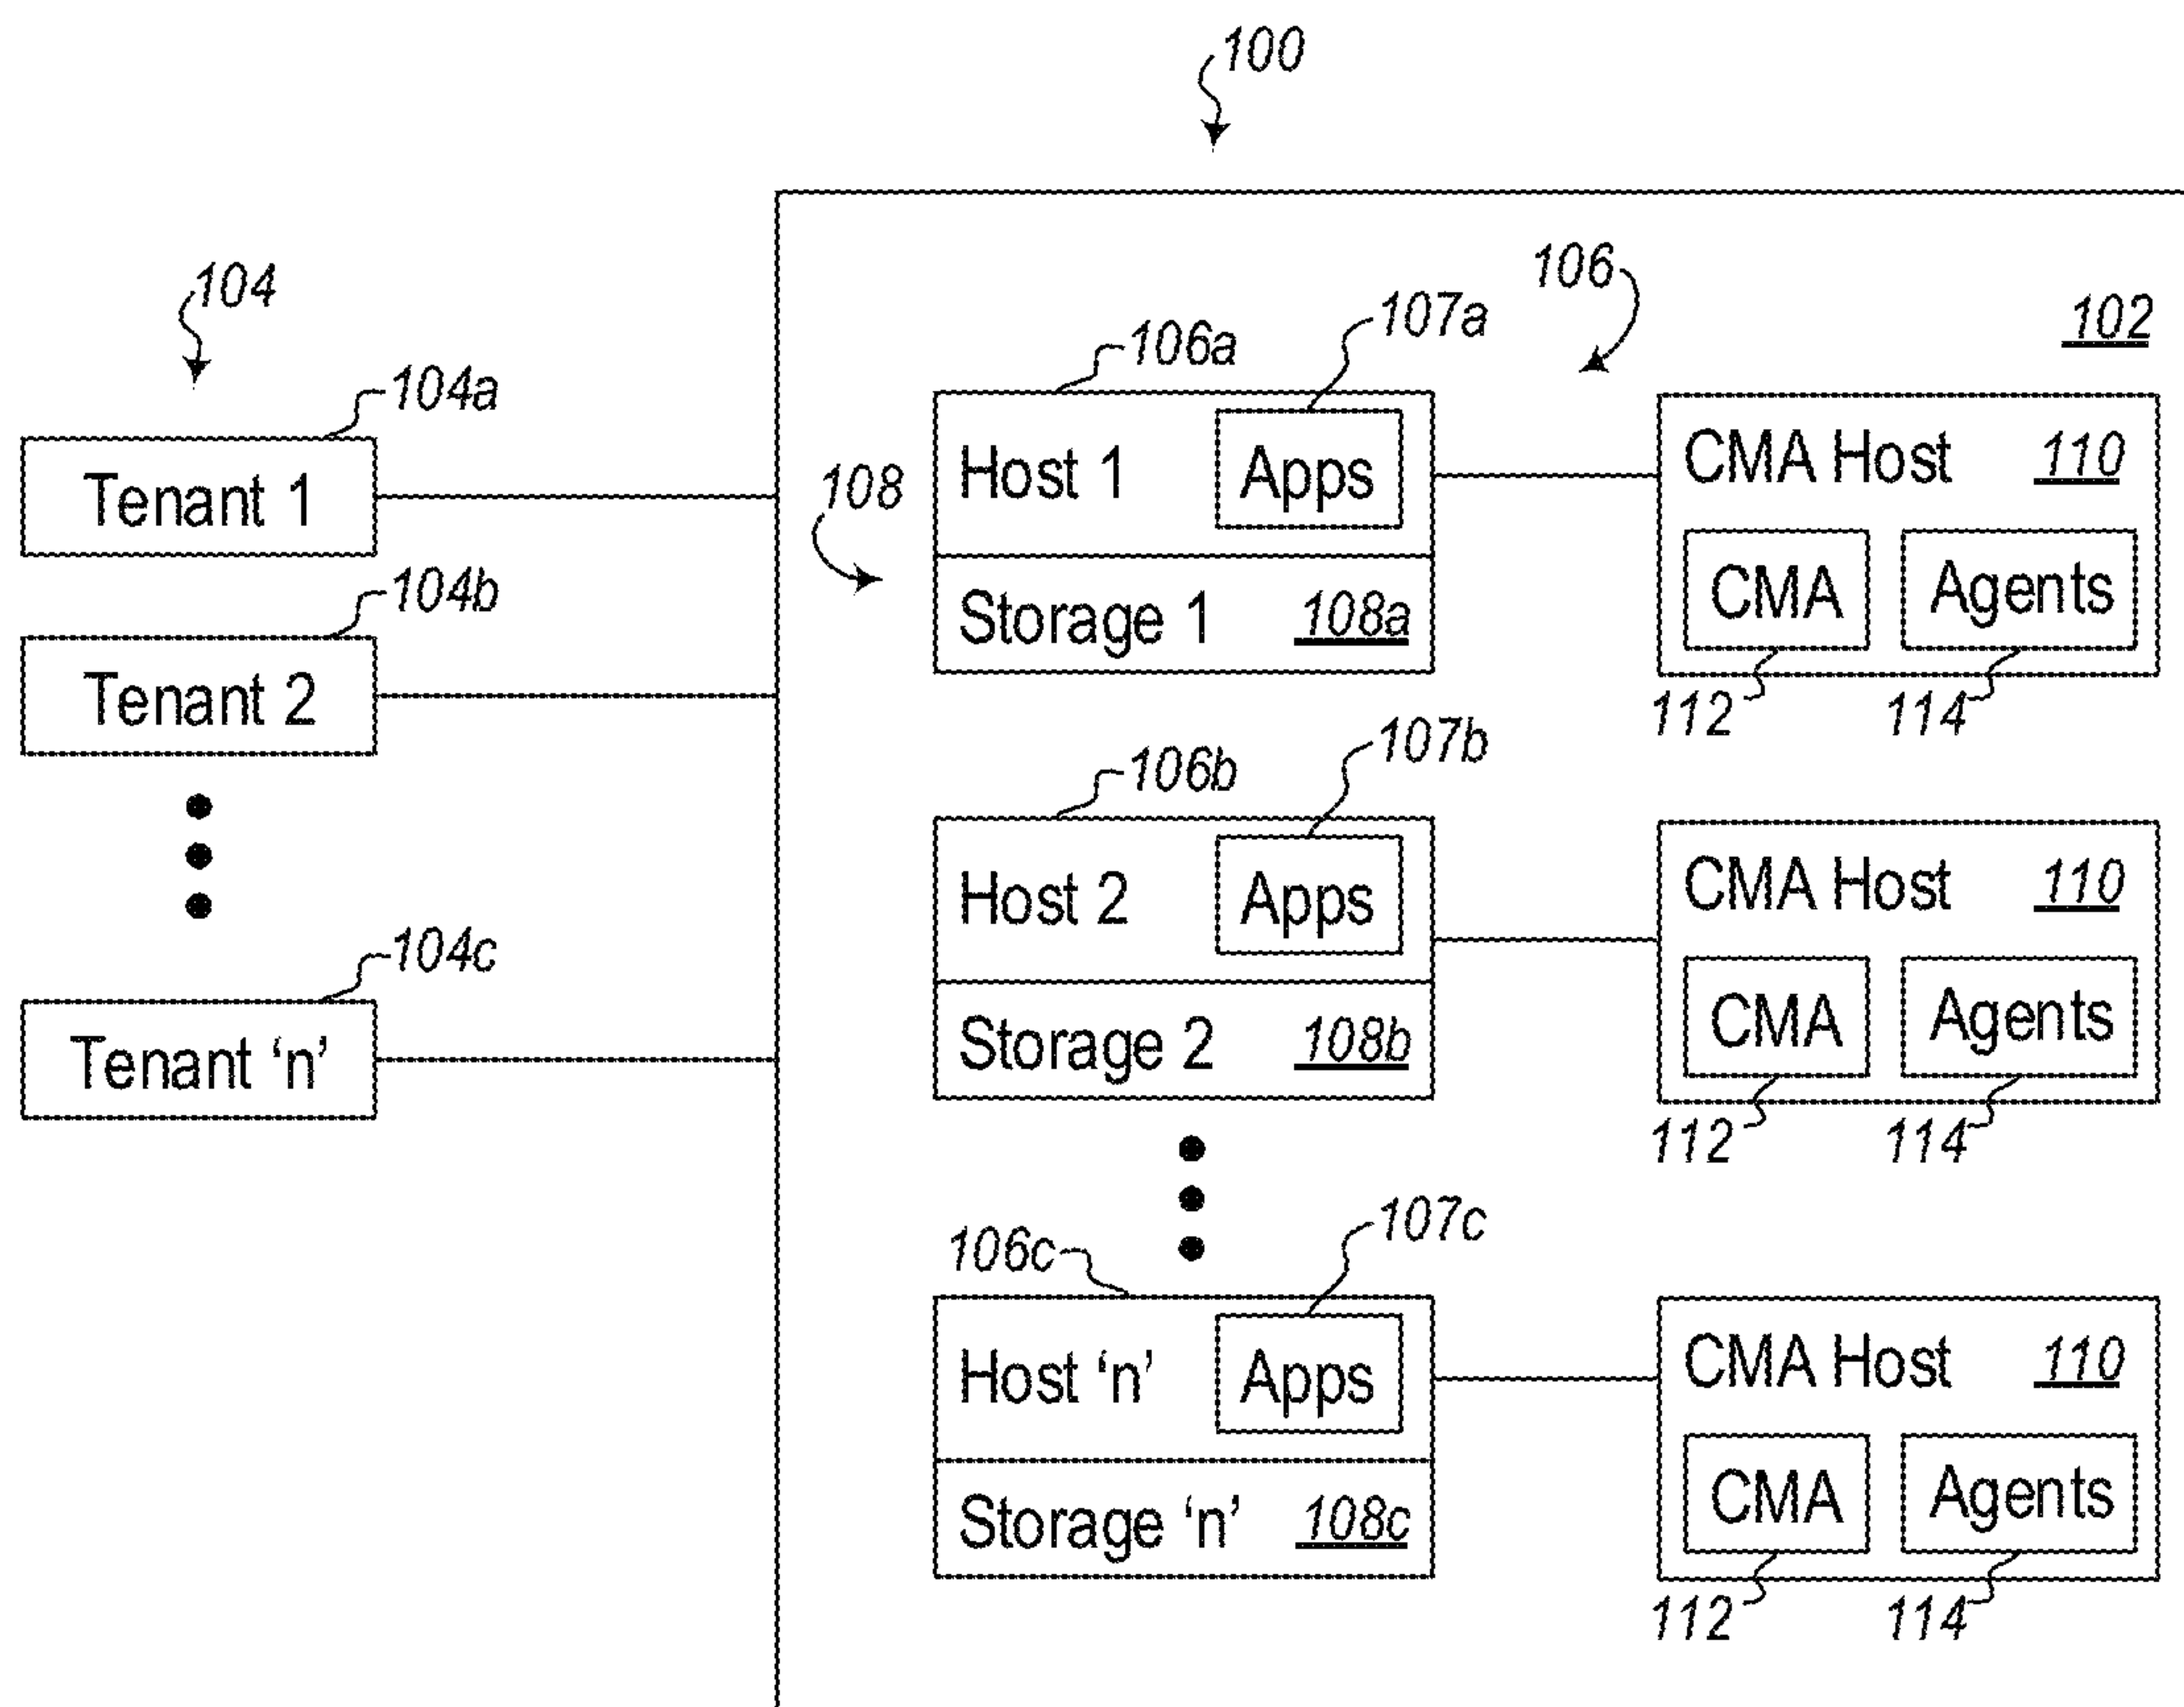 100
104
104a
Tenant 1
104b
Tenant 2
104c
Tenant ‘n’
106
102
108
106a
107a
Host 1
Apps
Storage 1 108a
CMA Host 110
CMA
Agents
112
114
106b
107b
Host 2
Apps
Storage 2 108b
CMA Host 110
CMA
Agents
112
114
106c
107c
Host ‘n’
Apps
Storage ‘n’ 108c
CMA Host 110
CMA
Agents
112
114